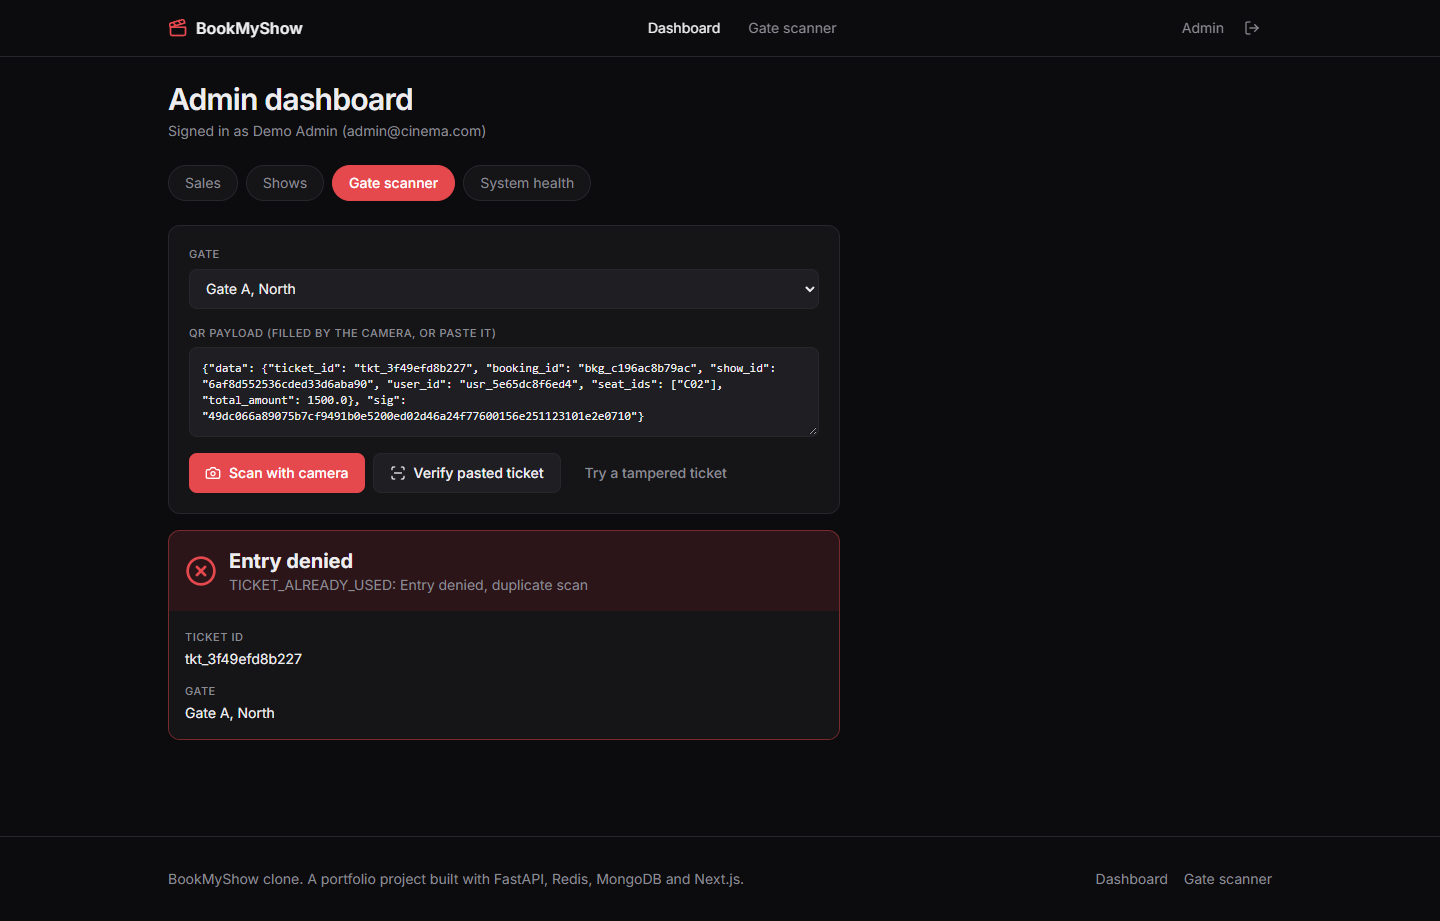 BookMyShow
Dashboard
Gate scanner
Admin
Admin dashboard
Signed in as Demo Admin (admin@cinema.com)
Sales
Shows
Gate scanner
System health
GATE
Gate A, North
QR PAYLOAD (FILLED BY THE CAMERA, OR PASTE IT)
{"data": {"ticket_id": "tkt_3f49efd8b227", "booking_id": "bkg_c196ac8b79ac", "show_id":
"6af8d552536cded33d6aba90", "user_id": "usr_5e65dc8f6ed4", "seat_ids": ["C02"],
"total_amount": 1500.0}, "sig":
"49dc066a89075b7cf9491b0e5200ed02d46a24f77600156e251123101e2e0710"}
Scan with camera
Verify pasted ticket
Try a tampered ticket
Entry denied
TICKET_ALREADY_USED: Entry denied, duplicate scan
TICKET ID
tkt_3f49efd8b227
GATE
Gate A, North
BookMyShow clone. A portfolio project built with FastAPI, Redis, MongoDB and Next.js.
Dashboard
Gate scanner